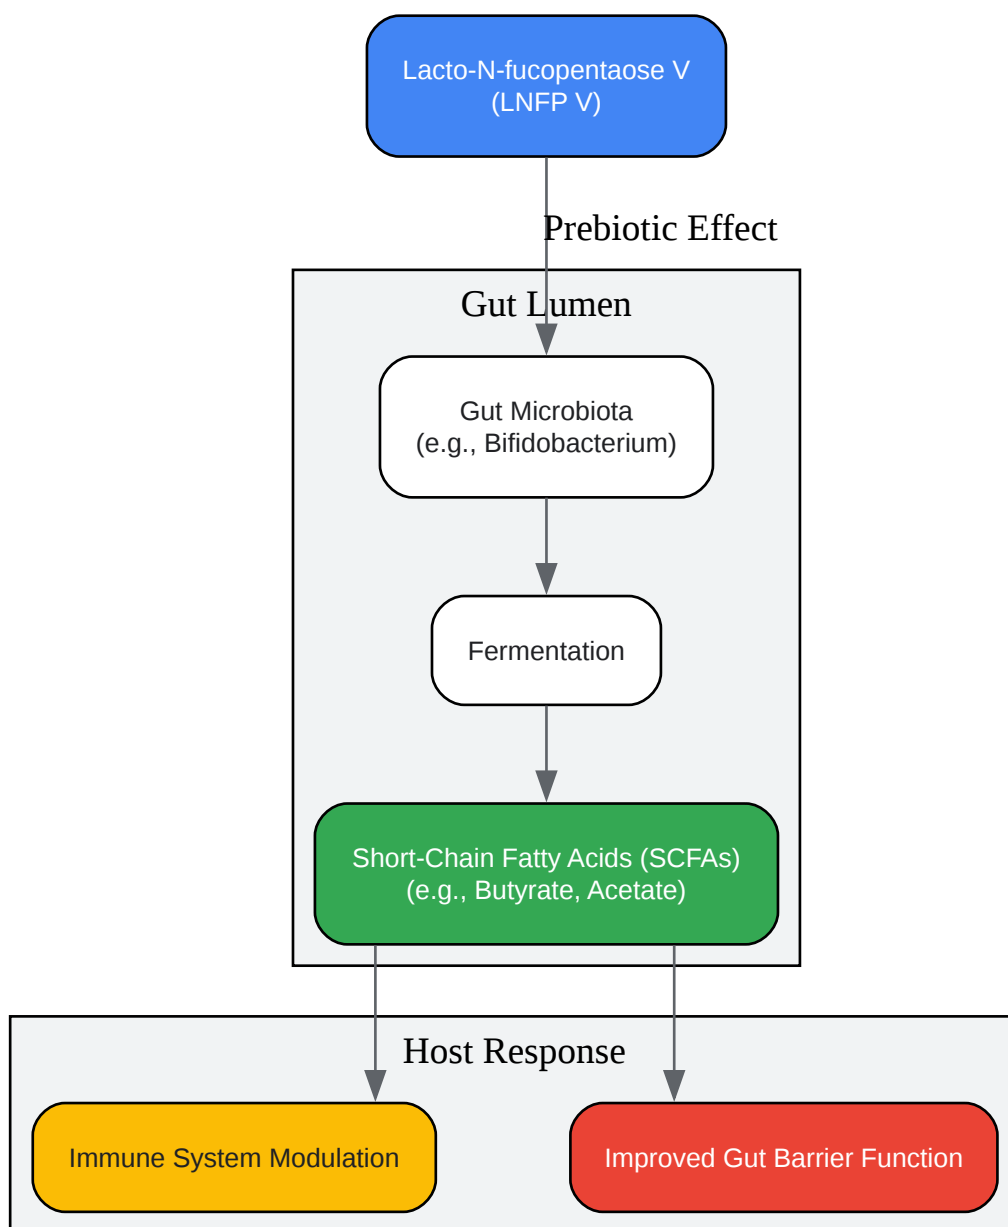 Lacto-N-fucopentaose V
(LNFP V)
Prebiotic Effect
Gut Lumen
Gut Microbiota
(e.g., Bifidobacterium)
Fermentation
Short-Chain Fatty Acids (SCFAs)
(e.g., Butyrate, Acetate)
Host Response
Immune System Modulation
Improved Gut Barrier Function